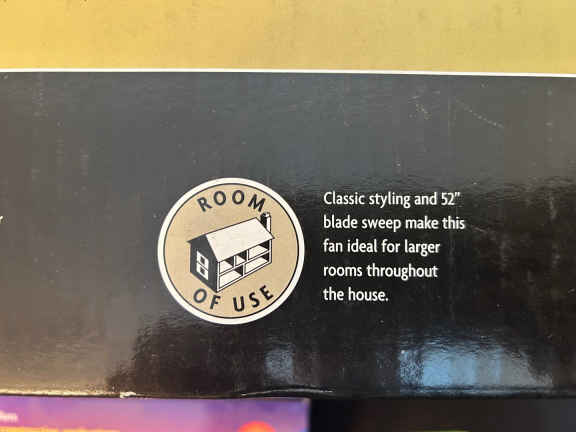 ROOM
OF USE
Classic styling and 52"
blade sweep make this
fan ideal for larger
rooms throughout
the house.